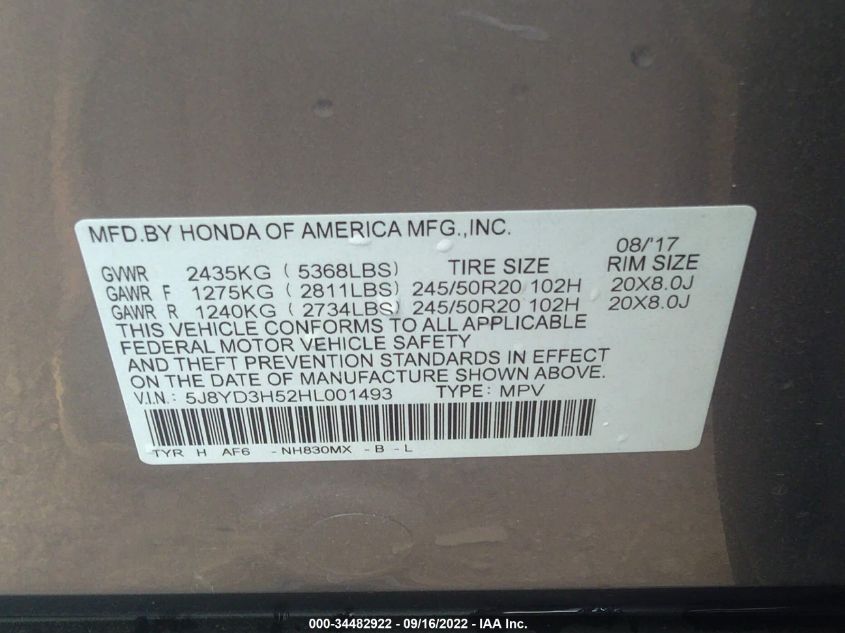 MFD.BY HONDA OF AMERICA MFG.,INC.
08/'17
GVWR 2435KG ( 5368LBS) TIRE SIZE RIM SIZE
GAWR F 1275KG ( 2811LBS) 245/50R20 102H 20X8.0J
GAWR R 1240KG ( 2734LBS) 245/50R20 102H 20X8.0J
THIS VEHICLE CONFORMS TO ALL APPLICABLE
FEDERAL MOTOR VEHICLE SAFETY
AND THEFT PREVENTION STANDARDS IN EFFECT
ON THE DATE OF MANUFACTURE SHOWN ABOVE.
V.I.N.: 5J8YD3H52HL001493 TYPE: MPV
TYR H AF6 -NH830MX -B -L
000-34482922 - 09/16/2022 - IAA Inc.